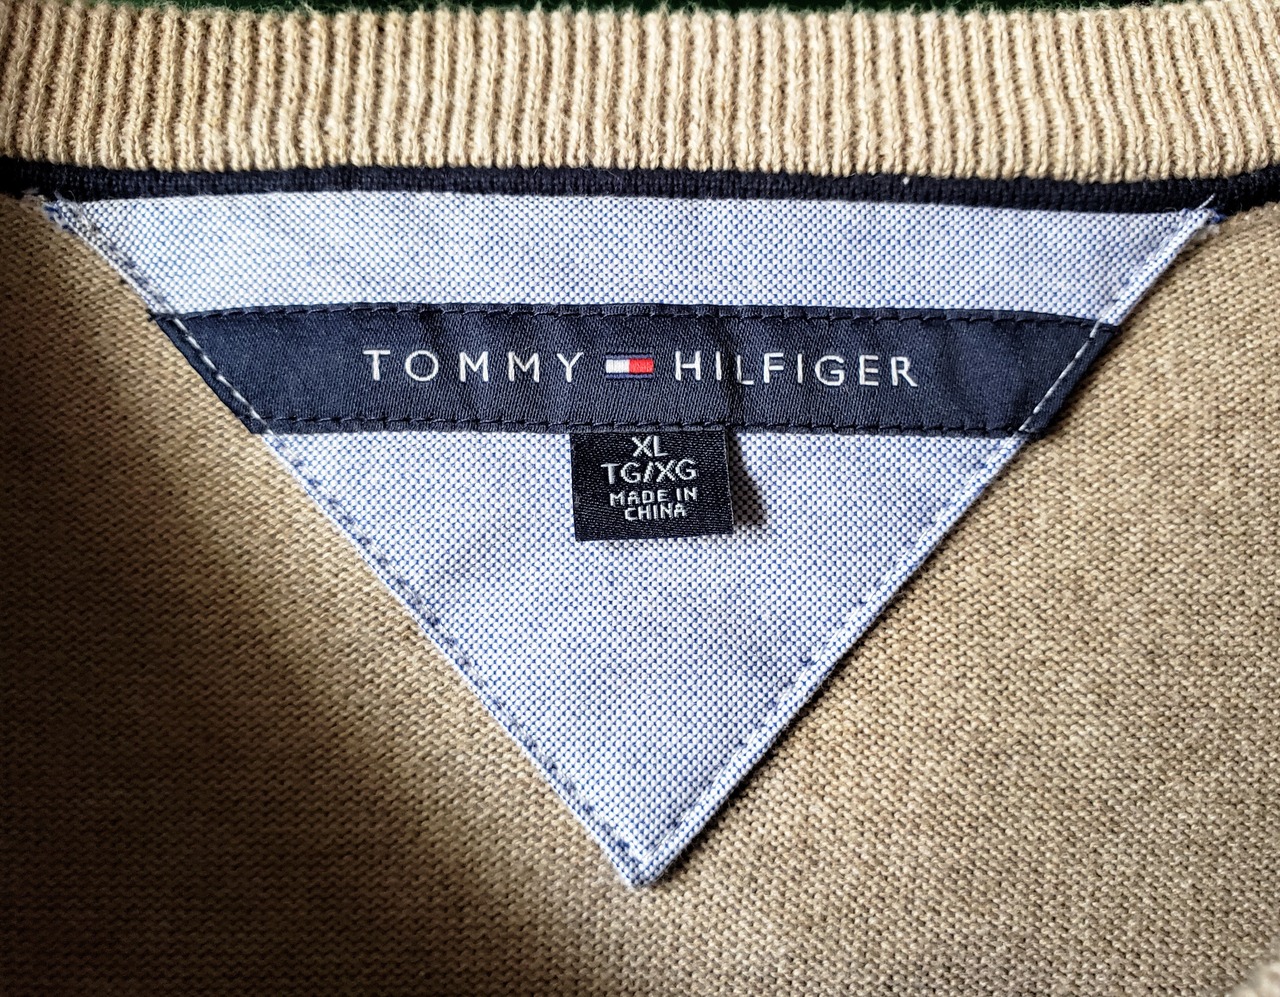 TOMMY HILFIGER
XL
TG/XG
MADE IN
CHINA